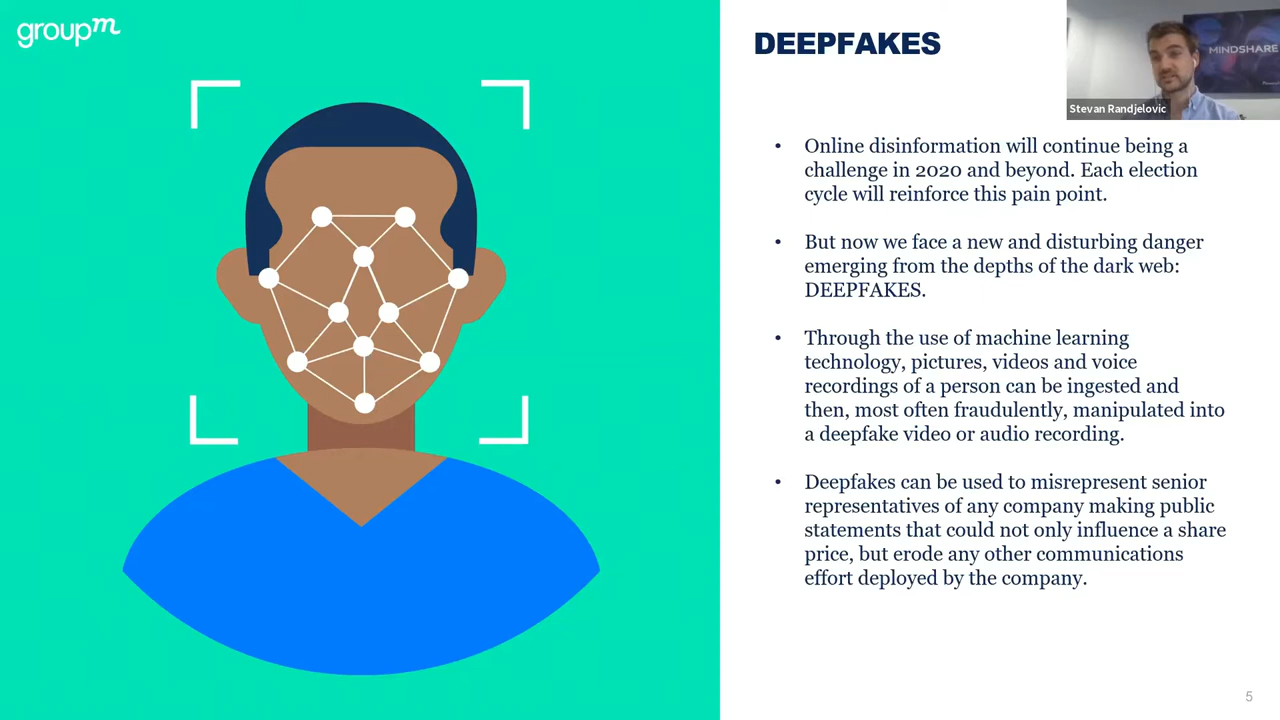 groupm
DEEPFAKES
MINDSHARE
Stevan Randjelovic
• Online disinformation will continue being a
challenge in 2020 and beyond. Each election
cycle will reinforce this pain point.
• But now we face a new and disturbing danger
emerging from the depths of the dark web:
DEEPFAKES.
• Through the use of machine learning
technology, pictures, videos and voice
recordings of a person can be ingested and
then, most often fraudulently, manipulated into
a deepfake video or audio recording.
• Deepfakes can be used to misrepresent senior
representatives of any company making public
statements that could not only influence a share
price, but erode any other communications
effort deployed by the company.
5